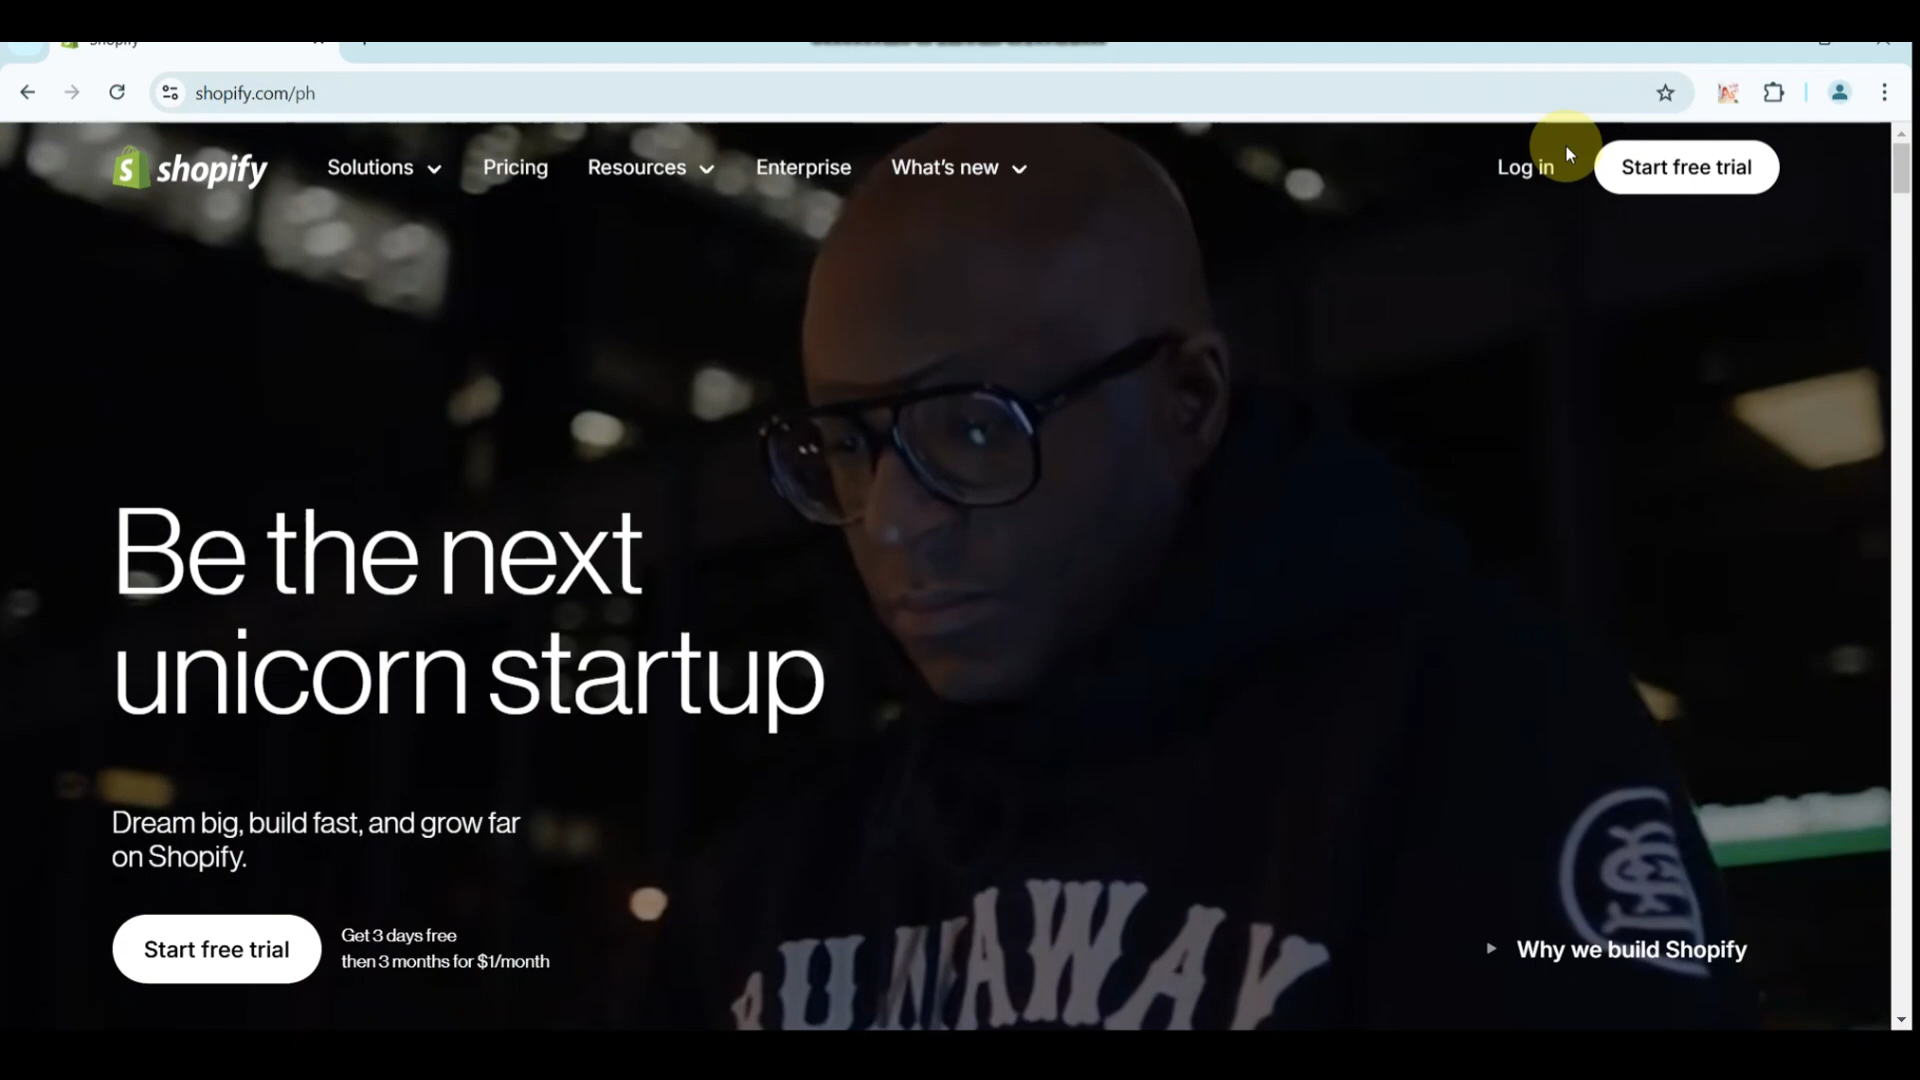 shopify
shopify.com/ph
shopify
Solutions
Pricing
Resources
Enterprise
What's new
Log in
Start free trial
Be the next
unicorn startup
Dream big, build fast, and grow far
on Shopify.
Start free trial
Get 3 days free
then 3 months for $1/month
Why we build Shopify